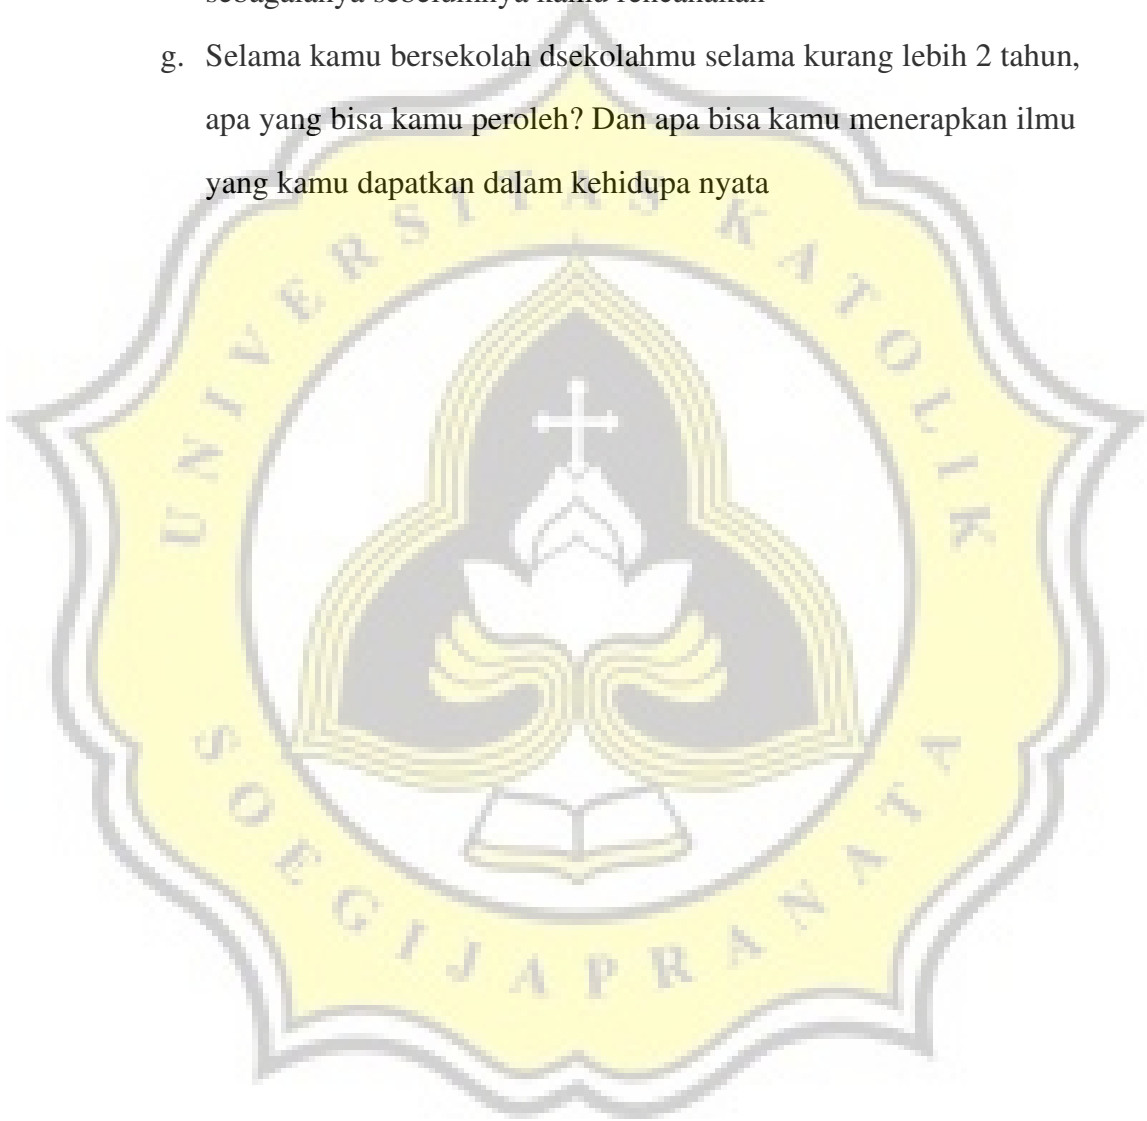 g. Selama kamu bersekolah dsekolahmu selama kurang lebih 2 tahun,
apa yang bisa kamu peroleh? Dan apa bisa kamu menerapkan ilmu
yang kamu dapatkan dalam kehidupa nyata
UNIVERSITAS KATOLIK
SOEGIJAPRANATA